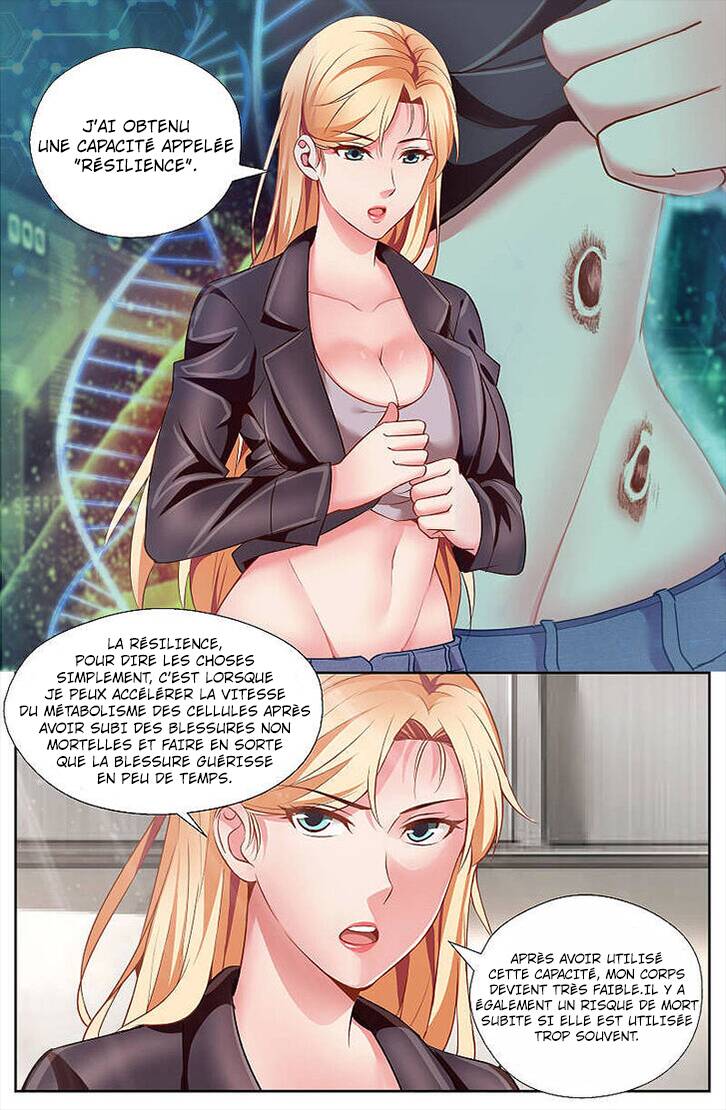 J'AI OBTENU
UNE CAPACITÉ APPELÉE
"RÉSILIENCE".
LA RÉSILIENCE,
POUR DIRE LES CHOSES
SIMPLEMENT, C'EST LORSQUE
JE PEUX ACCÉLÉRER LA VITESSE
DU MÉTABOLISME DES CELLULES APRÈS
AVOIR SUBI DES BLESSURES NON
MORTELLES ET FAIRE EN SORTE
QUE LA BLESSURE GUÉRISSE
EN PEU DE TEMPS.
APRÈS AVOIR UTILISÉ
CETTE CAPACITÉ, MON CORPS
DEVIENT TRÈS FAIBLE.IL Y A
ÉGALEMENT UN RISQUE DE MORT
SUBITE SI ELLE EST UTILISÉE
TROP SOUVENT.